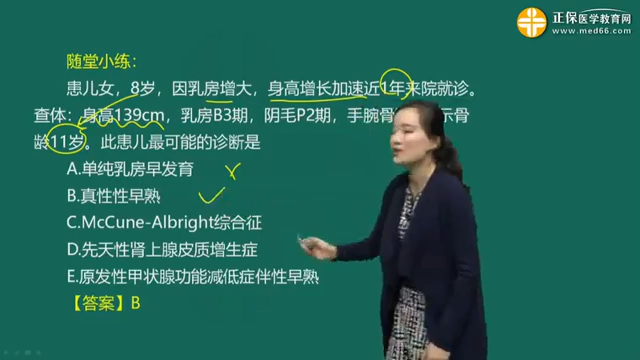 正保医学教育网
www.med66.com
随堂小练：
患儿女，8岁，因乳房增大，身高增长加速近1年来院就诊。
查体：身高139cm，乳房B3期，阴毛P2期，手腕骨 示骨
龄11岁。此患儿最可能的诊断是
A.单纯乳房早发育
B.真性性早熟
C.McCune-Albright综合征
D.先天性肾上腺皮质增生症
E.原发性甲状腺功能减低症伴性早熟
【答案】B